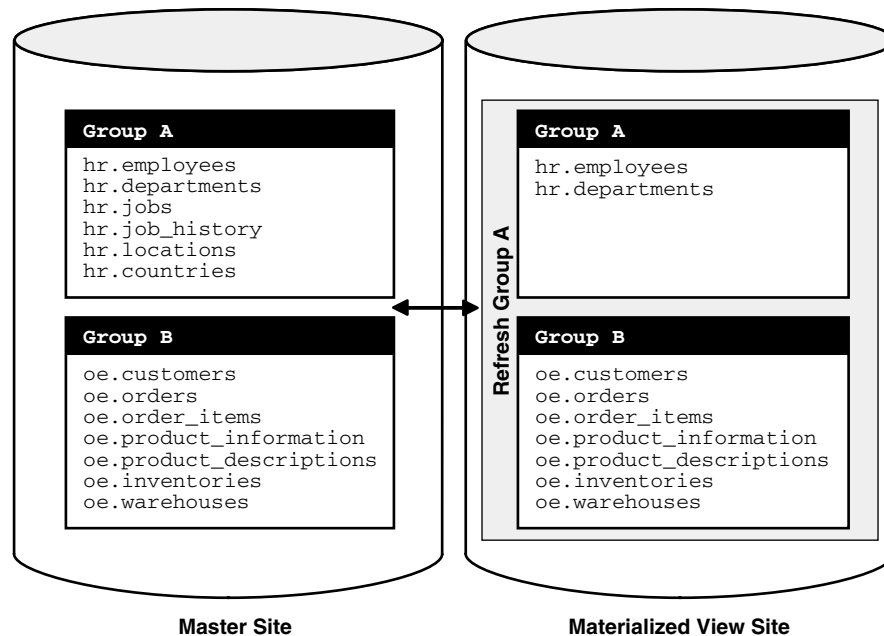 Group A
hr.employees
hr.departments
hr.jobs
hr.job_history
hr.locations
hr.countries
Group B
oe.customers
oe.orders
oe.order_items
oe.product_information
oe.product_descriptions
oe.inventories
oe.warehouses
Master Site
Refresh Group A
Group A
hr.employees
hr.departments
Group B
oe.customers
oe.orders
oe.order_items
oe.product_information
oe.product_descriptions
oe.inventories
oe.warehouses
Materialized View Site